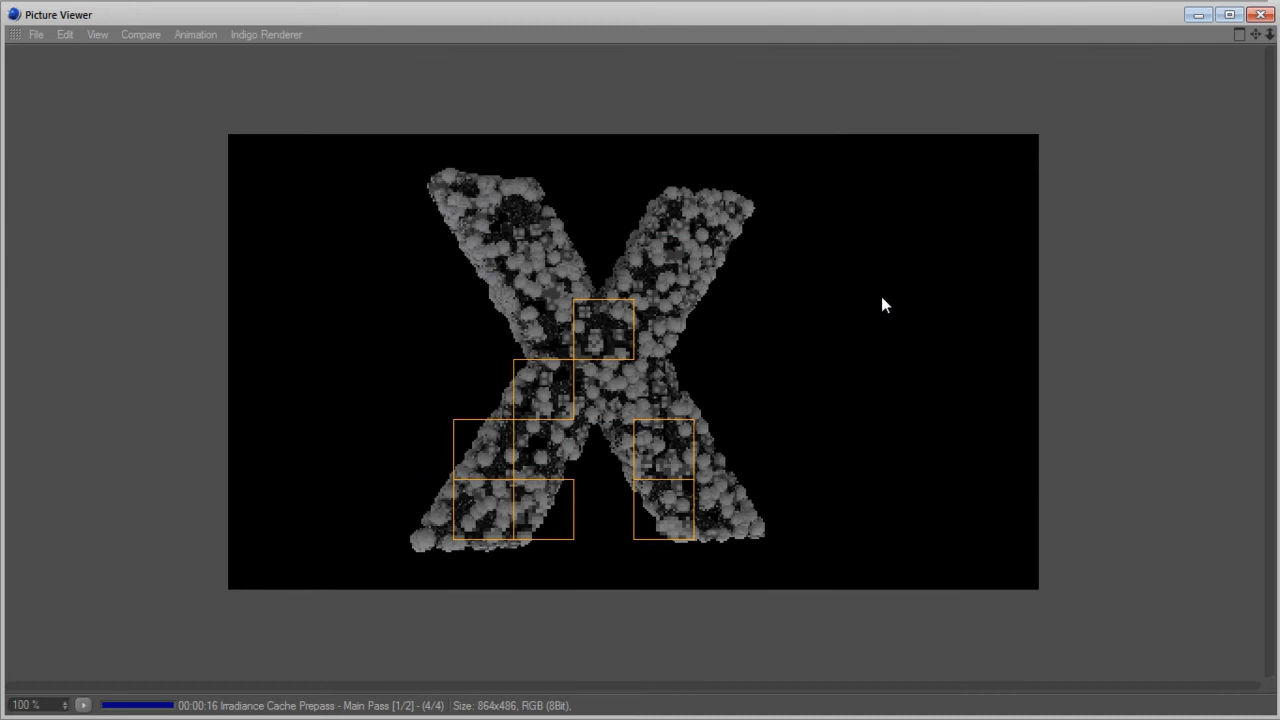 Picture Viewer
File Edit View Compare Animation Indigo Renderer
X
100 % 00:00:16 Irradiance Cache Prepass - Main Pass [1/2] - (4/4) Size: 864x486, RGB (8Bit),